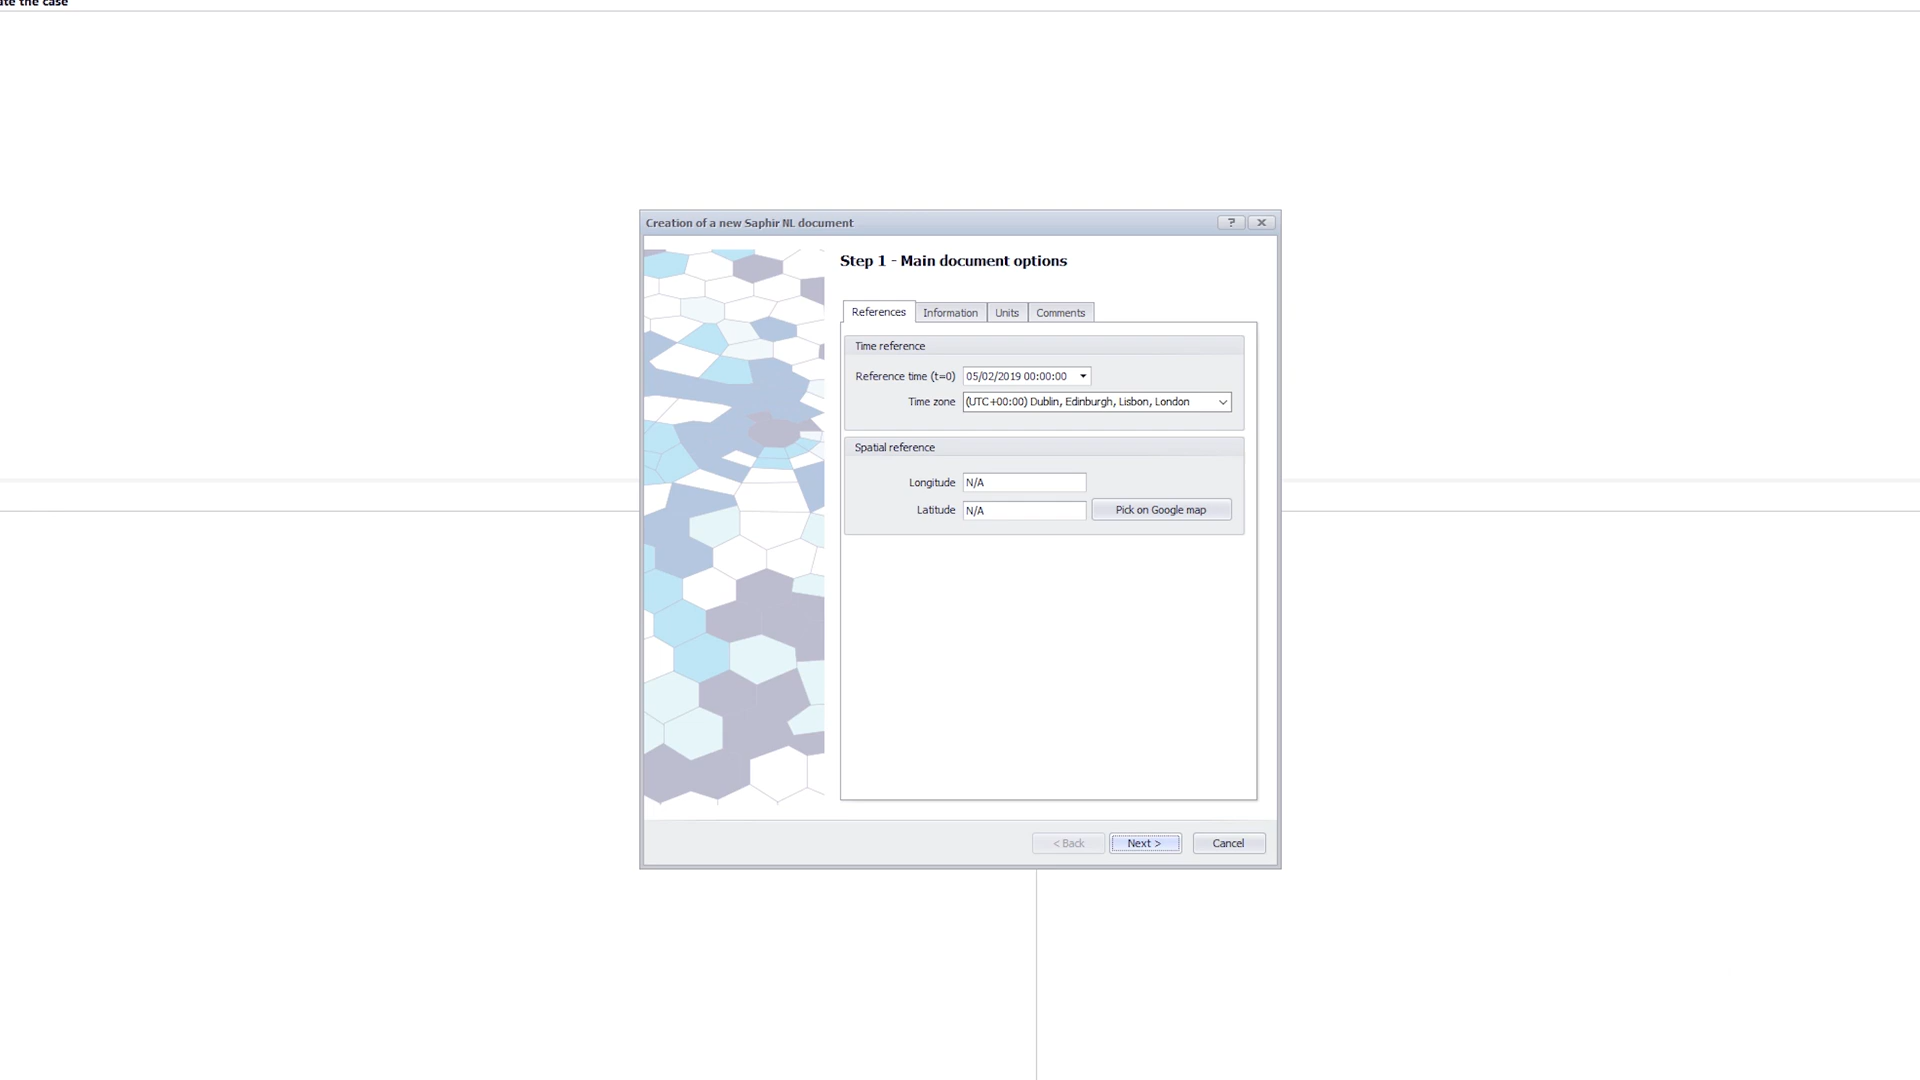 the case
Creation of a new Saphir NL document
?
Step 1 - Main document options
References Information Units Comments
Time reference
Reference time (t=0) 05/02/2019 00:00:00
Time zone (UTC+00:00) Dublin, Edinburgh, Lisbon, London
Spatial reference
Longitude N/A
Latitude N/A Pick on Google map
< Back Next > Cancel